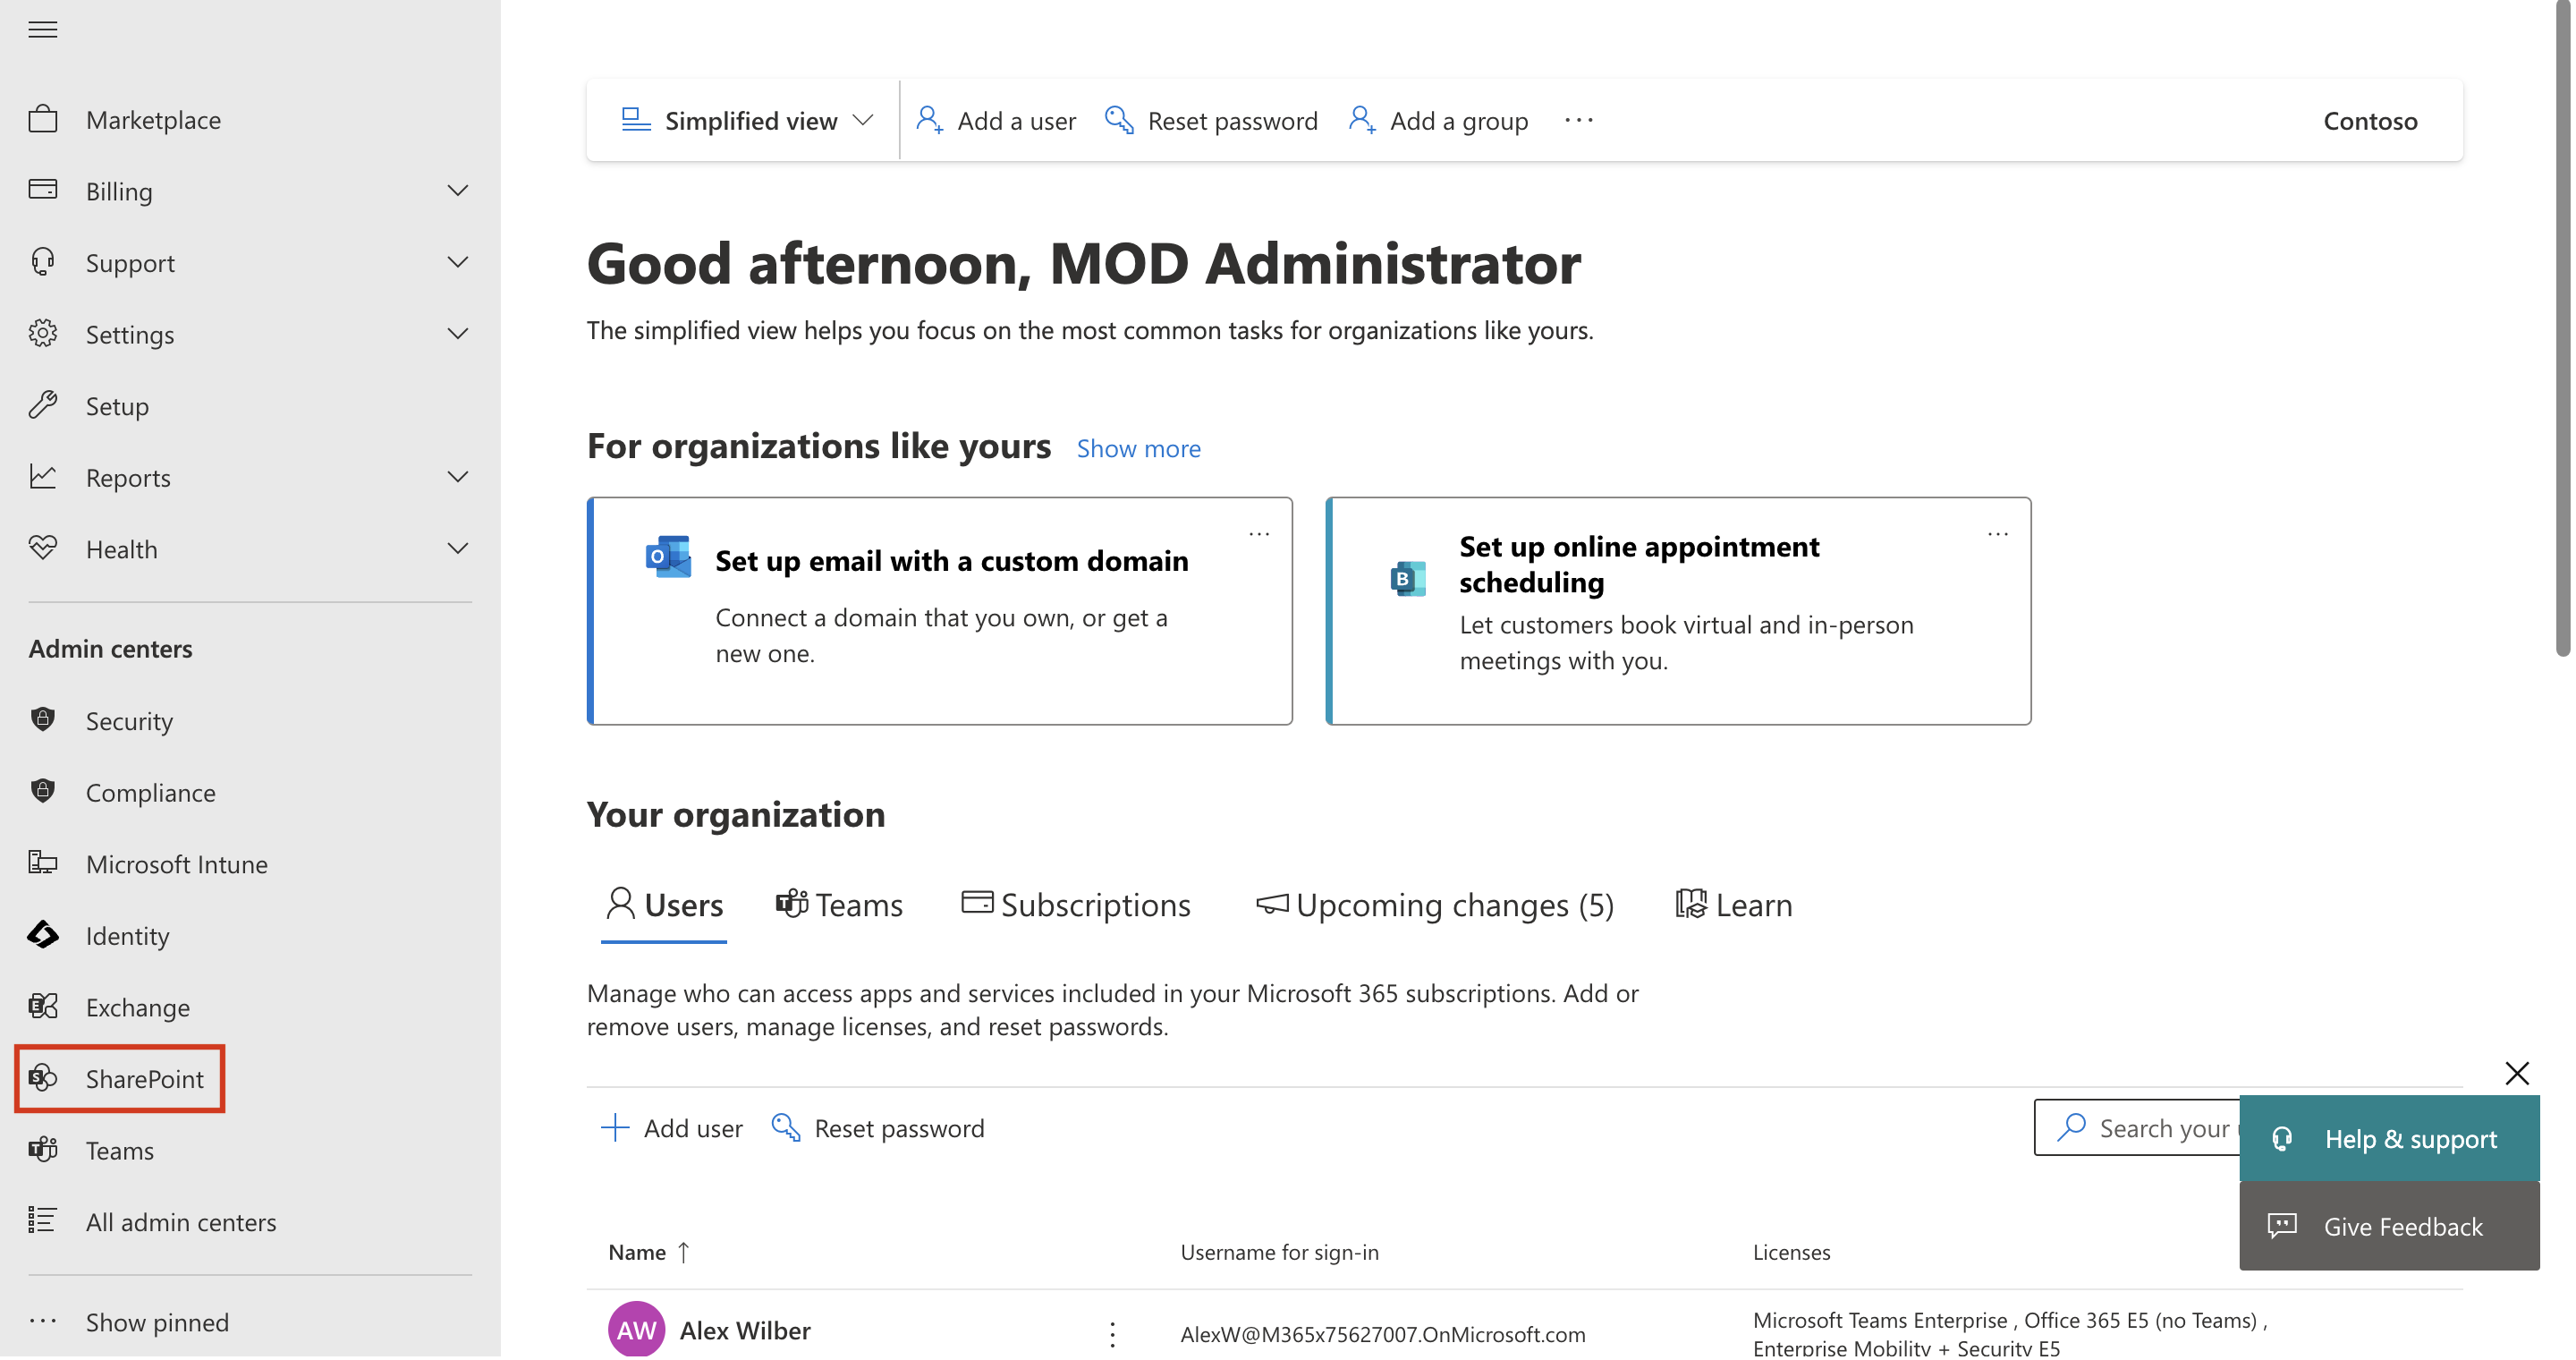 Marketplace
Billing
Support
Settings
Setup
Reports
Health
Admin centers
Security
Compliance
Microsoft Intune
Identity
Exchange
SharePoint
Teams
All admin centers
Show pinned
Simplified view
Add a user
Reset password
Add a group
Contoso
Good afternoon, MOD Administrator
The simplified view helps you focus on the most common tasks for organizations like yours.
For organizations like yours
Show more
Set up email with a custom domain
Connect a domain that you own, or get a
new one.
Set up online appointment
scheduling
Let customers book virtual and in-person
meetings with you.
Your organization
Users
Teams
Subscriptions
Upcoming changes (5)
Learn
Manage who can access apps and services included in your Microsoft 365 subscriptions. Add or
remove users, manage licenses, and reset passwords.
Add user
Reset password
Search your
Help & support
Give Feedback
Name ↑
Username for sign-in
Licenses
AW
Alex Wilber
AlexW@M365x75627007.OnMicrosoft.com
Microsoft Teams Enterprise , Office 365 E5 (no Teams) ,
Enterprise Mobility + Security E5